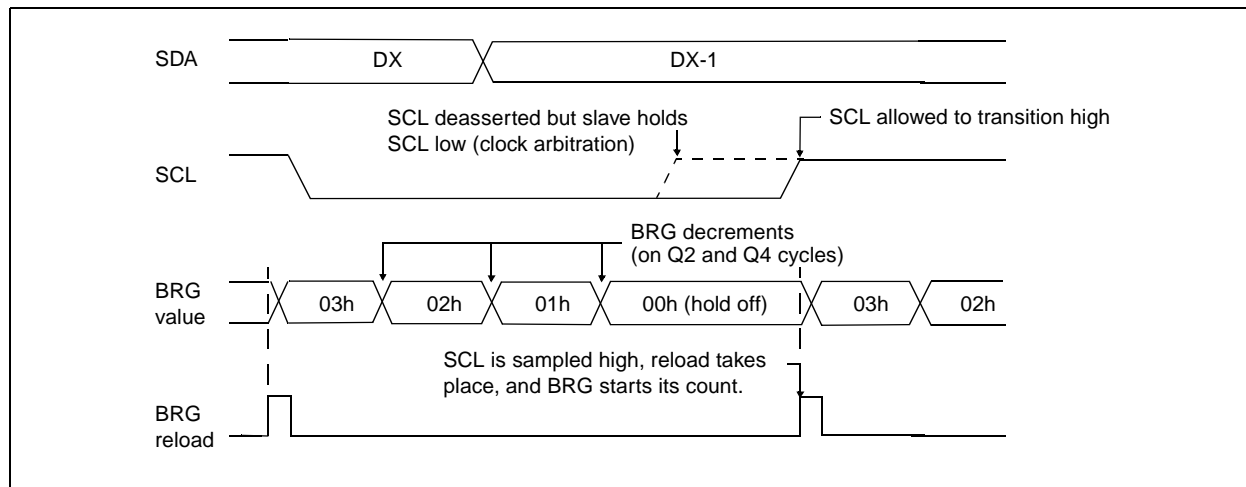 SDA
DX
DX-1
SCL deasserted but slave holds
SCL low (clock arbitration)
SCL allowed to transition high
SCL
BRG decrements
(on Q2 and Q4 cycles)
BRG
value
03h
02h
01h
00h (hold off)
03h
02h
SCL is sampled high, reload takes
place, and BRG starts its count.
BRG
reload